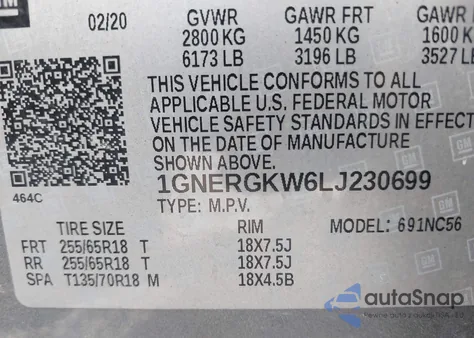 GM
02/20 GVWR GAWR FRT GAWR
2800 KG 1450 KG 1600 K
6173 LB 3196 LB 3527 LB
THIS VEHICLE CONFORMS TO ALL
APPLICABLE U.S. FEDERAL MOTOR
VEHICLE SAFETY STANDARDS IN EFFECT
ON THE DATE OF MANUFACTURE
SHOWN ABOVE.
1GNERGKW6LJ230699
464C TYPE: M.P.V.
TIRE SIZE RIM MODEL: 691NC56
FRT 255/65R18 T 18X7.5J
RR 255/65R18 T 18X7.5J
SPA T135/70R18 M 18X4.5B
autoSnap